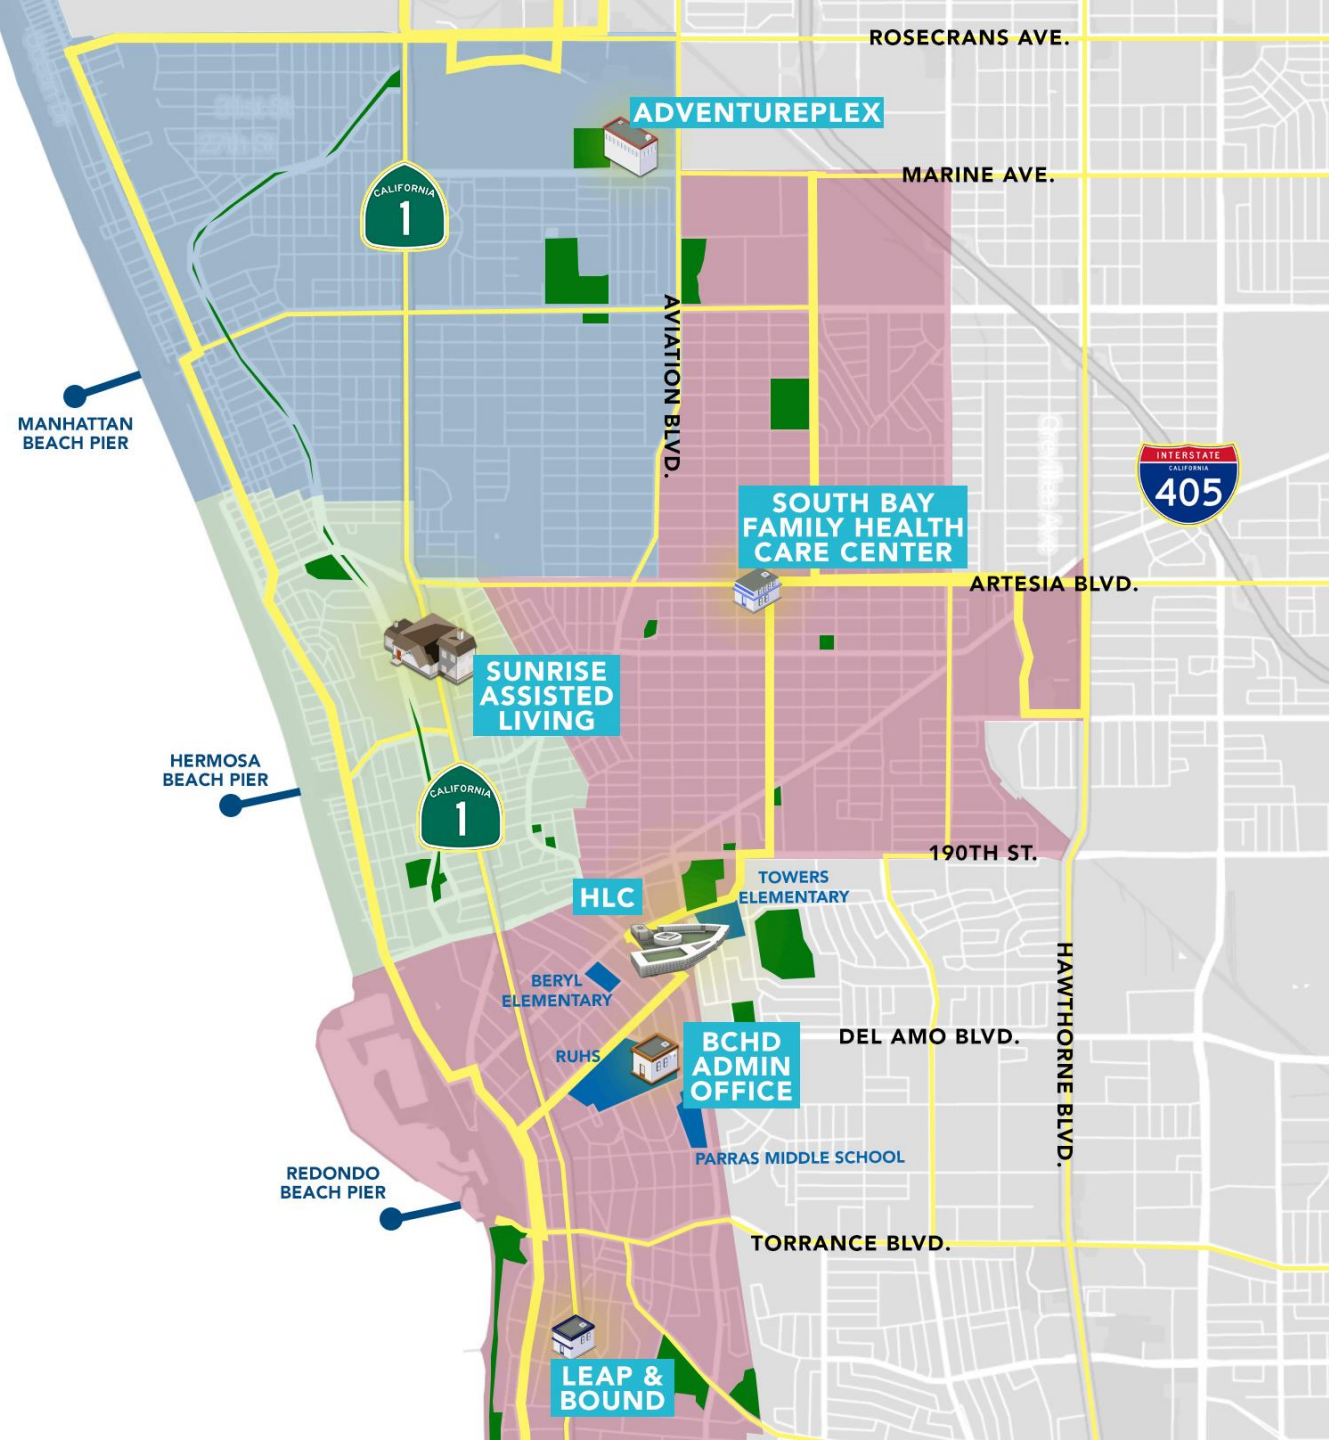 ROSECRANS AVE.
ADVENTUREPLEX
MARINE AVE.
CALIFORNIA
1
AVIATION BLVD.
MANHATTAN
BEACH PIER
INTERSTATE
CALIFORNIA
405
SOUTH BAY
FAMILY HEALTH
CARE CENTER
ARTESIA BLVD.
SUNRISE
ASSISTED
LIVING
HERMOSA
BEACH PIER
CALIFORNIA
1
190TH ST.
HLC
TOWERS
ELEMENTARY
BERYL
ELEMENTARY
HAWTHORNE BLVD.
DEL AMO BLVD.
RUHS
BCHD
ADMIN
OFFICE
PARRAS MIDDLE SCHOOL
REDONDO
BEACH PIER
TORRANCE BLVD.
LEAP &
BOUND